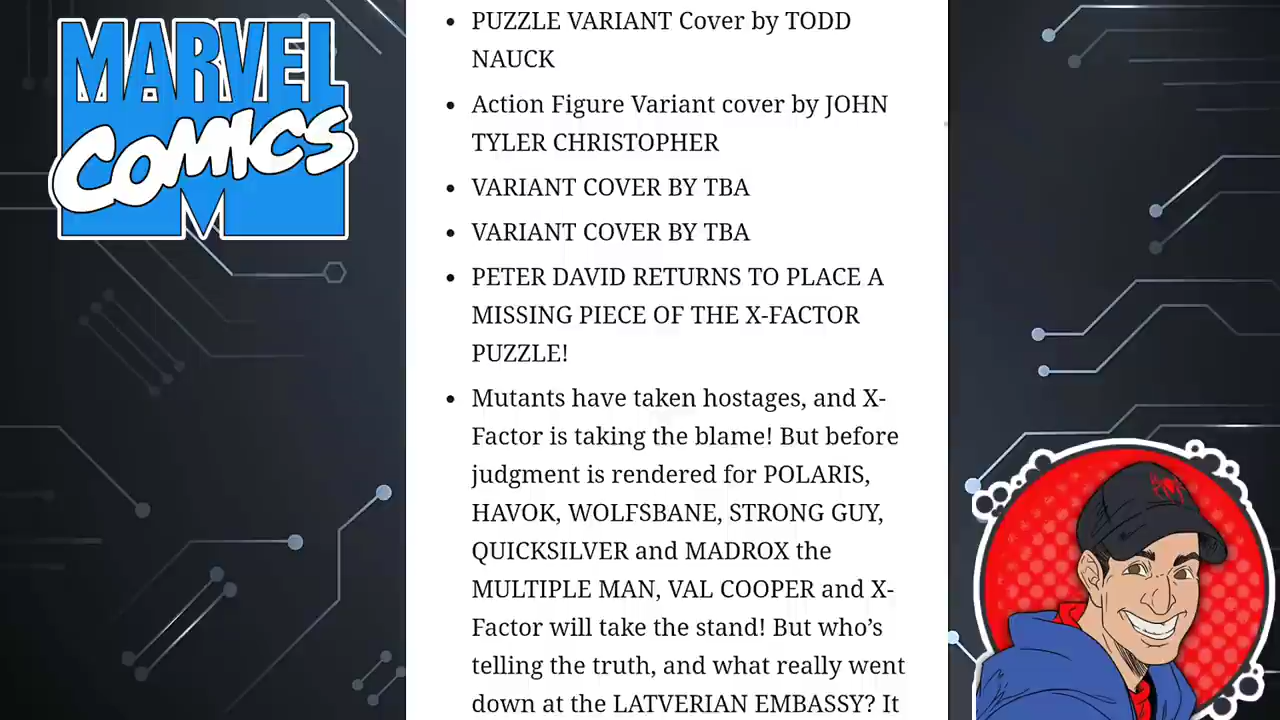 MARVEL
COMICS
M
PUZZLE VARIANT Cover by TODD
NAUCK
Action Figure Variant cover by JOHN
TYLER CHRISTOPHER
VARIANT COVER BY TBA
VARIANT COVER BY TBA
PETER DAVID RETURNS TO PLACE A
MISSING PIECE OF THE X-FACTOR
PUZZLE!
Mutants have taken hostages, and X-
Factor is taking the blame! But before
judgment is rendered for POLARIS,
HAVOK, WOLFSBANE, STRONG GUY,
QUICKSILVER and MADROX the
MULTIPLE MAN, VAL COOPER and X-
Factor will take the stand! But who’s
telling the truth, and what really went
down at the LATVERIAN EMBASSY? It